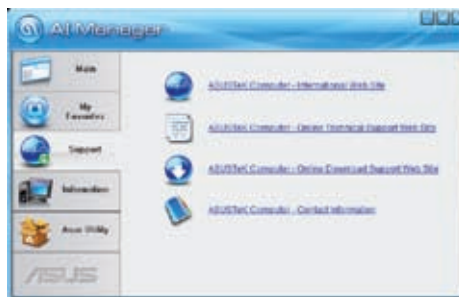 AI Manager
Main
My
Favorites
Support
Information
Asus Utility
ASUS
ASUSTeK Computer - International Web Site
ASUSTeK Computer - Online Technical Support Web Site
ASUSTeK Computer - Online Download Support Web Site
ASUSTeK Computer - Contact Information